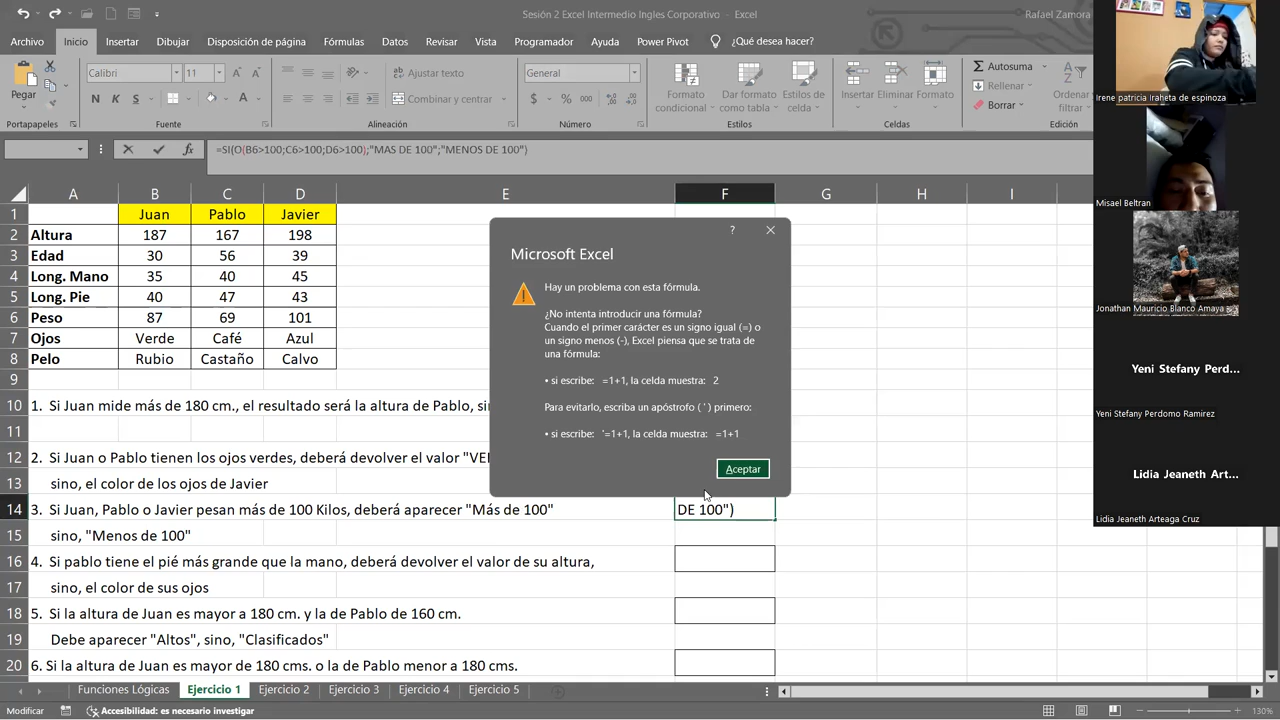 Sesión 2 Excel Intermedio Ingles Corporativo - Excel
Rafael Zamora
Archivo Inicio Insertar Dibujar Disposición de página Fórmulas Datos Revisar Vista Programador Ayuda Power Pivot ¿Qué desea hacer?
Pegar
Calibri 11
N K S
Ajustar texto
Combinar y centrar
General
$ % 000
Formato condicional
Dar formato como tabla
Estilos de celda
Insertar Eliminar Formato
Autosuma
Rellenar
Borrar
Ordenar filtrar
Portapapeles Fuente Alineación Número Estilos Celdas Edición
=SI(O(B6>100;C6>100;D6>100);"MAS DE 100";"MENOS DE 100")
A B C D E F G H I
1 Juan Pablo Javier
2 Altura 187 167 198
3 Edad 30 56 39
4 Long. Mano 35 40 45
5 Long. Pie 40 47 43
6 Peso 87 69 101
7 Ojos Verde Café Azul
8 Pelo Rubio Castaño Calvo
9
10 1. Si Juan mide más de 180 cm., el resultado será la altura de Pablo,
11
12 2. Si Juan o Pablo tienen los ojos verdes, deberá devolver el valor
13 sino, el color de los ojos de Javier
14 3. Si Juan, Pablo o Javier pesan más de 100 Kilos, deberá aparecer "Más de 100" DE 100")
15 sino, "Menos de 100"
16 4. Si pablo tiene el pié más grande que la mano, deberá devolver el valor de su altura,
17 sino, el color de sus ojos
18 5. Si la altura de Juan es mayor a 180 cm. y la de Pablo de 160 cm.
19 Debe aparecer "Altos", sino, "Clasificados"
20 6. Si la altura de Juan es mayor de 180 cms. o la de Pablo menor a 180 cms.
Microsoft Excel
Hay un problema con esta fórmula.
¿No intenta introducir una fórmula?
Cuando el primer carácter es un signo igual (=) o
un signo menos (-), Excel piensa que se trata de
una fórmula:
• si escribe: =1+1, la celda muestra: 2
Para evitarlo, escriba un apóstrofo ( ' ) primero:
• si escribe: '=1+1, la celda muestra: =1+1
Aceptar
Funciones Lógicas Ejercicio 1 Ejercicio 2 Ejercicio 3 Ejercicio 4 Ejercicio 5
Modificar Accesibilidad: es necesario investigar 130%
Irene patricia Iraheta de espinoza
Misael Beltran
Jonathan Mauricio Blanco Amaya
Yeni Stefany Perd...
Yeni Stefany Perdomo Ramirez
Lidia Jeaneth Art...
Lidia Jeaneth Arteaga Cruz